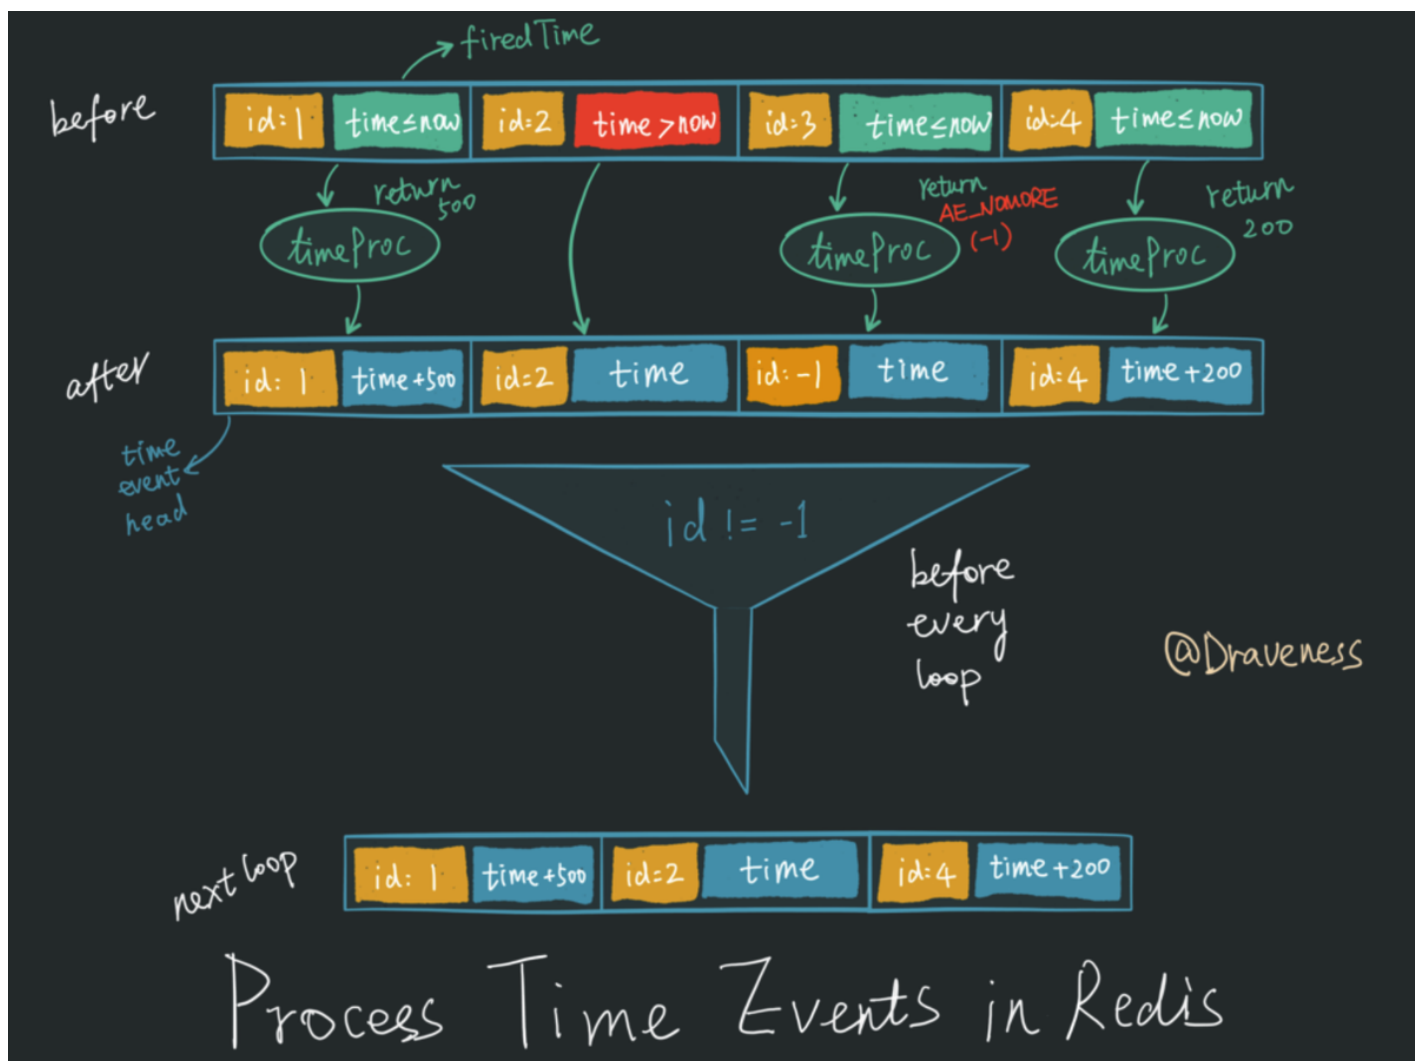 firedTime
before
id:1 time≤now id=2 time>now id=3 time≤now id:4 time≤now
return
500
return
AE_NOMORE
(-1)
return
200
timeProc
timeProc
timeProc
after
id: 1 time+500 id=2 time id:-1 time id=4 time+200
time
event
head
id != -1
before
every
loop
@Draveness
next loop
id: 1 time+500 id=2 time id:4 time+200
Process Time Events in Redis